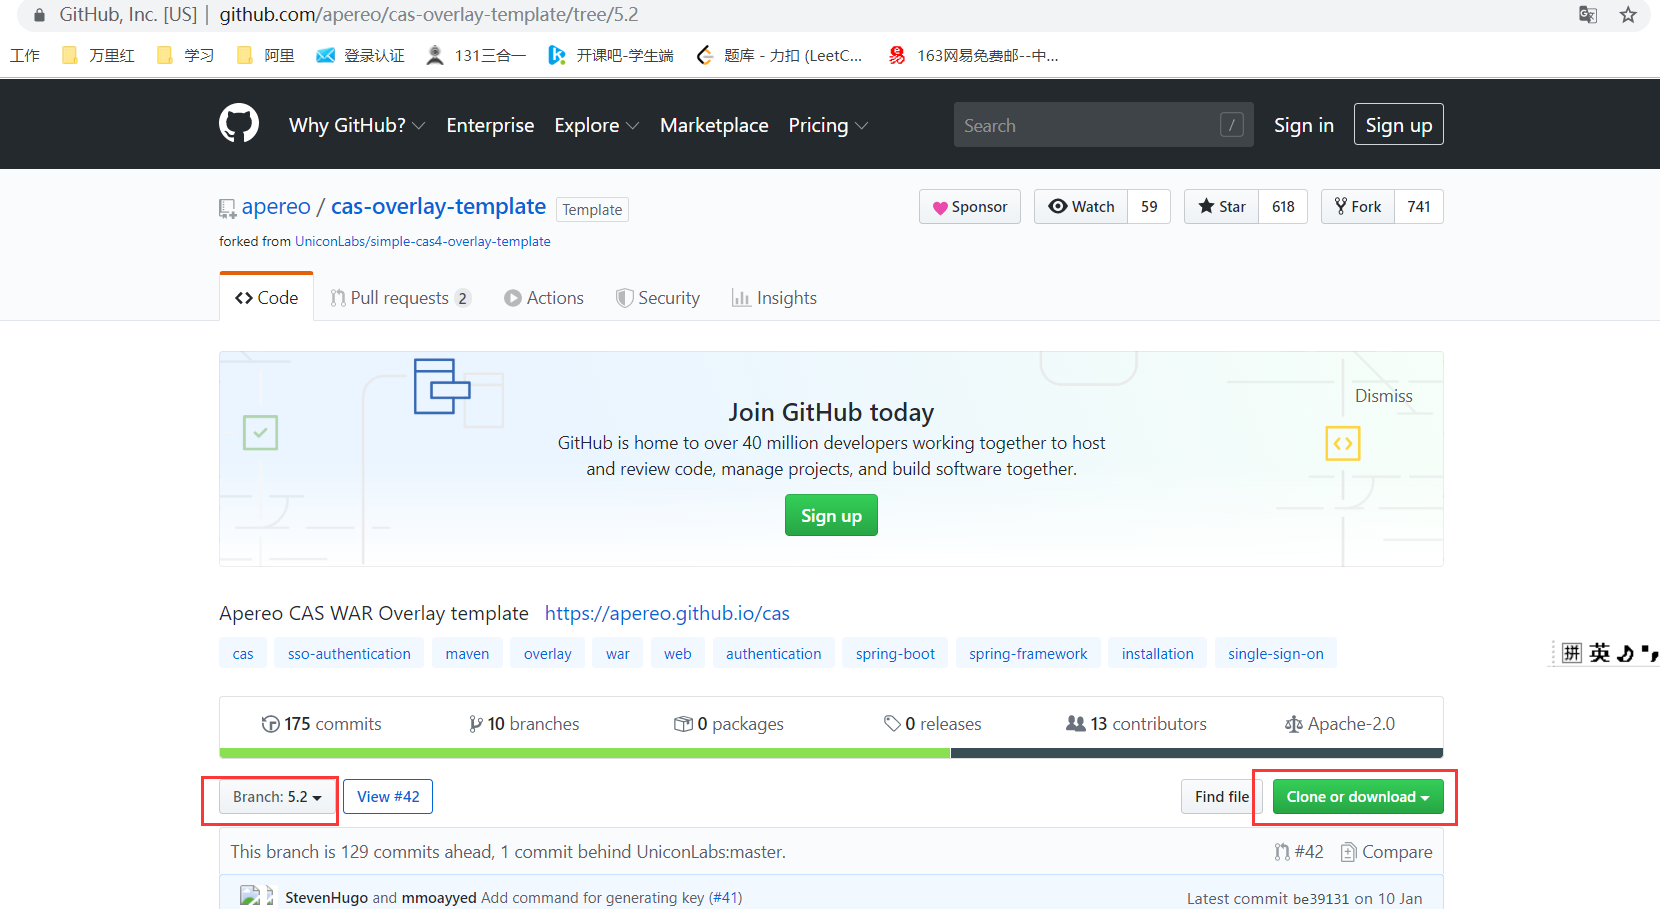 GitHub, Inc. [US] | github.com/apereo/cas-overlay-template/tree/5.2
工作 万里红 学习 阿里 登录认证 131三合一 开课吧-学生端 题库 - 力扣 (LeetC... 163网易免费邮--中...
Why GitHub? Enterprise Explore Marketplace Pricing Search / Sign in Sign up
apereo / cas-overlay-template Template Sponsor Watch 59 Star 618 Fork 741
forked from UniconLabs/simple-cas4-overlay-template
Code Pull requests 2 Actions Security Insights
Dismiss
Join GitHub today
GitHub is home to over 40 million developers working together to host
and review code, manage projects, and build software together.
Sign up
Apereo CAS WAR Overlay template https://apereo.github.io/cas
cas sso-authentication maven overlay war web authentication spring-boot spring-framework installation single-sign-on
拼 英
175 commits 10 branches 0 packages 0 releases 13 contributors Apache-2.0
Branch: 5.2 View #42 Find file Clone or download
This branch is 129 commits ahead, 1 commit behind UniconLabs:master. #42 Compare
StevenHugo and mmoayyed Add command for generating key (#41) Latest commit be39131 on 10 Jan